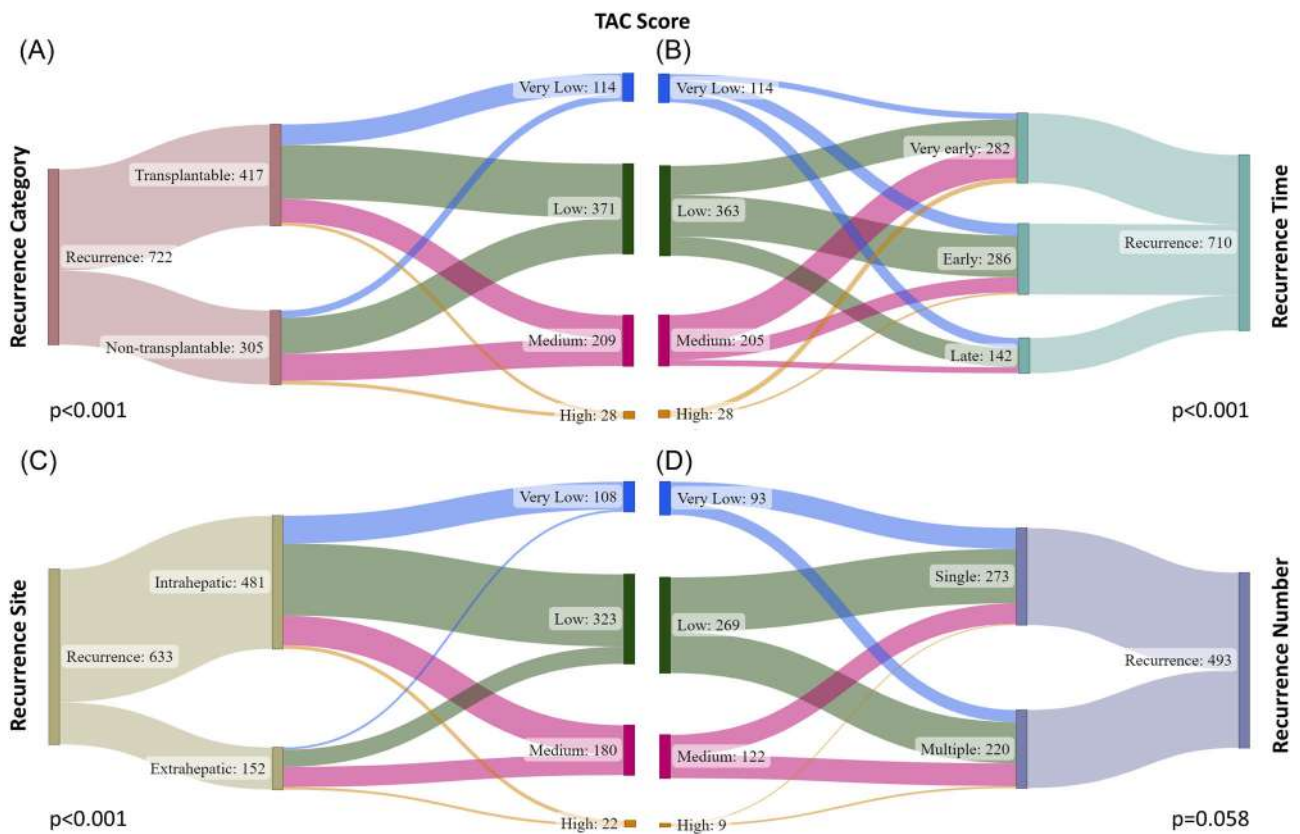 TAC Score
(A)
(B)
Recurrence Category
Recurrence: 722
Transplantable: 417
Non-transplantable: 305
Very Low: 114
Low: 371
Medium: 209
High: 28
p<0.001
Very Low: 114
Low: 363
Medium: 205
High: 28
Very early: 282
Early: 286
Late: 142
Recurrence: 710
Recurrence Time
p<0.001
(C)
(D)
Recurrence Site
Recurrence: 633
Intrahepatic: 481
Extrahepatic: 152
Very Low: 108
Low: 323
Medium: 180
High: 22
p<0.001
Very Low: 93
Low: 269
Medium: 122
High: 9
Single: 273
Multiple: 220
Recurrence: 493
Recurrence Number
p=0.058